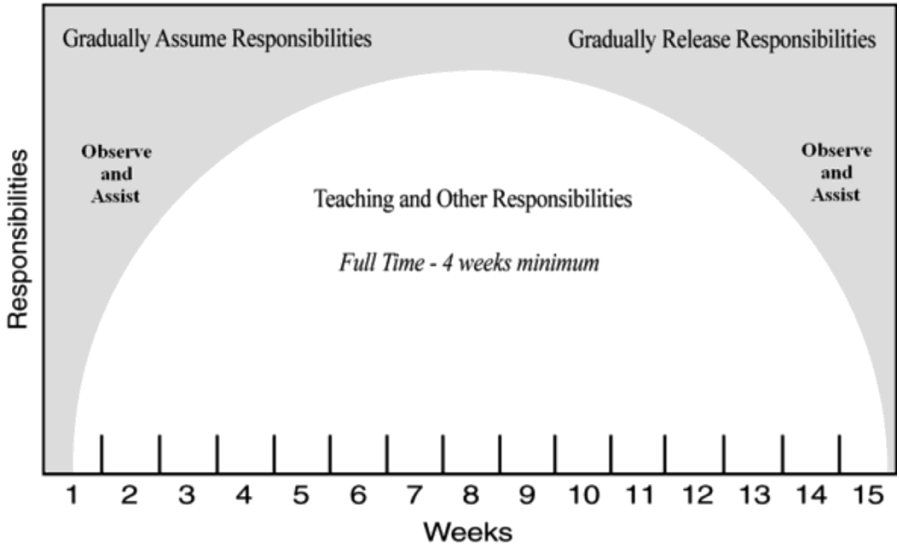 Gradually Assume Responsibilities
Gradually Release Responsibilities
Observe
and
Assist
Observe
and
Assist
Teaching and Other Responsibilities
Full Time - 4 weeks minimum
Responsibilities
1 2 3 4 5 6 7 8 9 10 11 12 13 14 15
Weeks